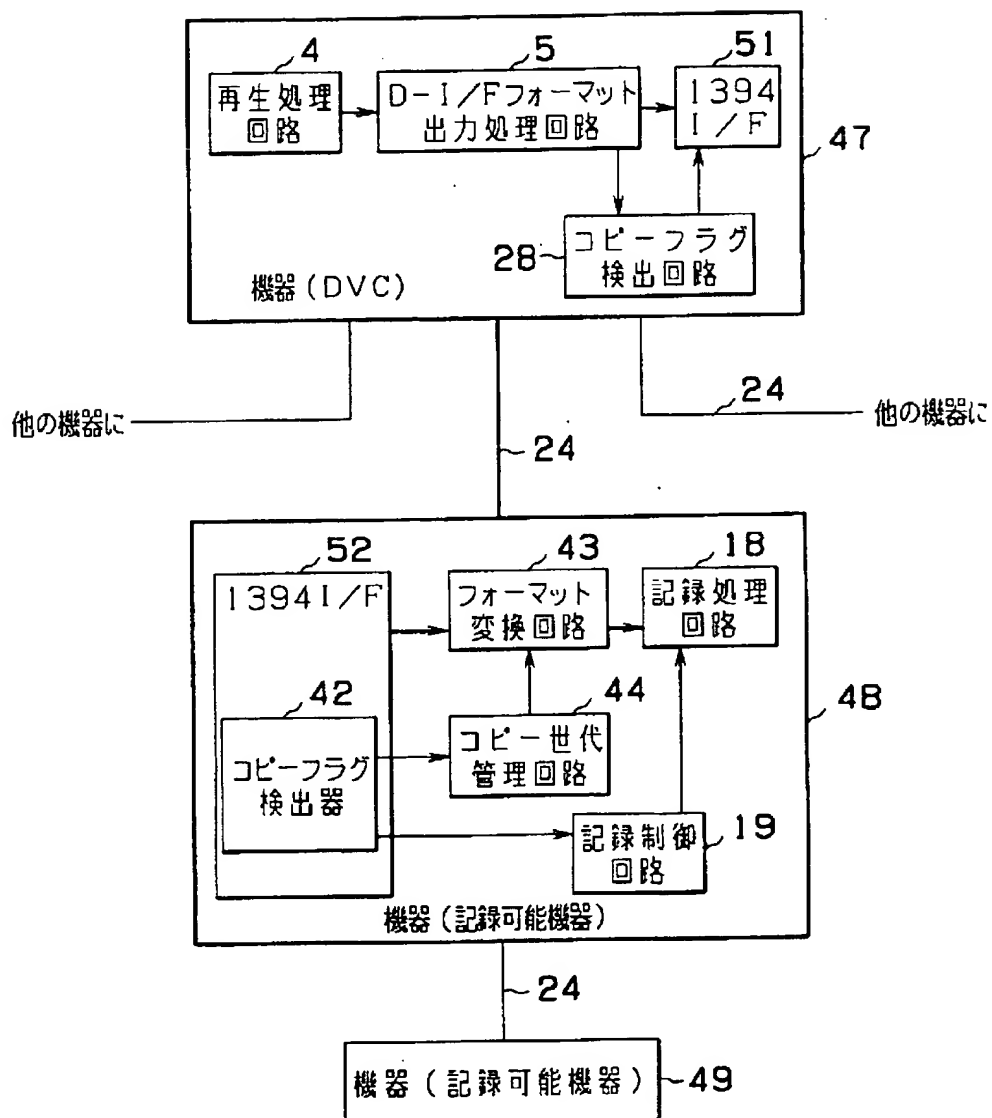 4
5
51
再生処理
回路
D-I/Fフォーマット
出力処理回路
1394
I/F
47
28
コピーフラグ
検出回路
機器(DVC)
他の機器に
24
他の機器に
24
52
43
18
1394I/F
フォーマット
変換回路
記録処理
回路
42
44
48
コピーフラグ
検出器
コピー世代
管理回路
記録制御
回路
19
機器(記録可能機器)
24
機器(記録可能機器)
49